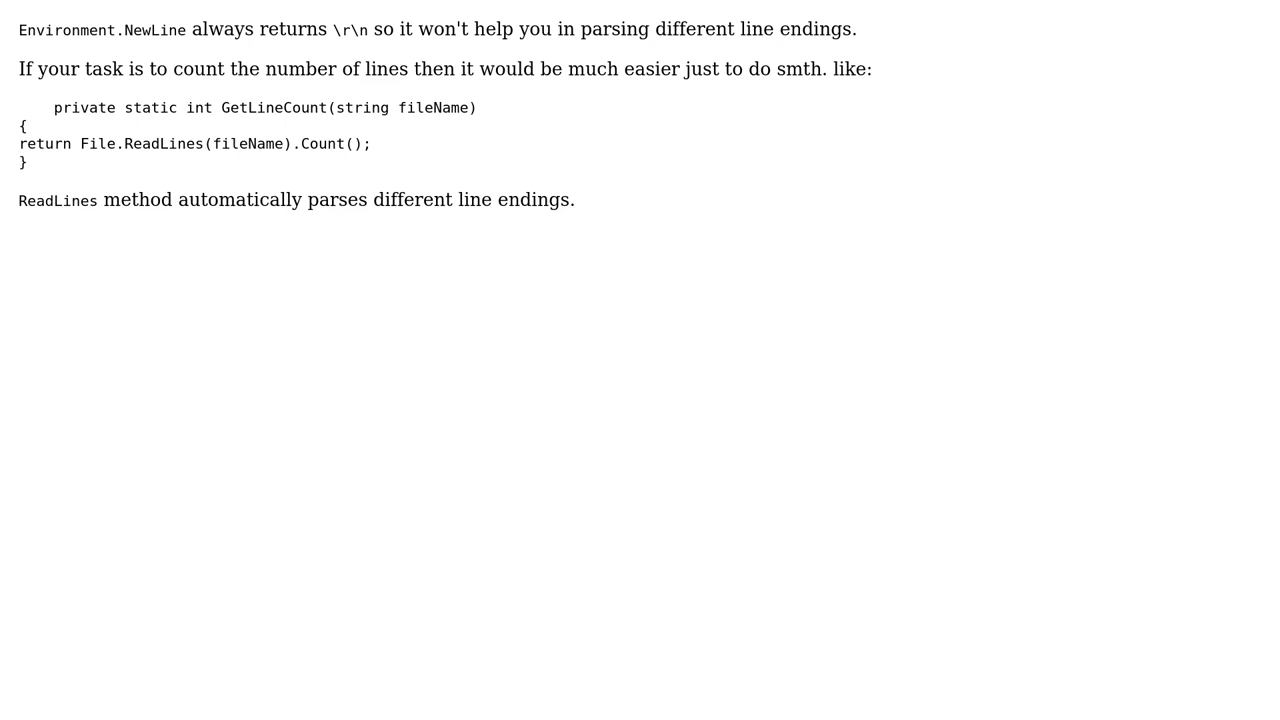 Environment.NewLine always returns \r\n so it won't help you in parsing different line endings.
If your task is to count the number of lines then it would be much easier just to do smth. like:
    private static int GetLineCount(string fileName)
{
return File.ReadLines(fileName).Count();
}
ReadLines method automatically parses different line endings.